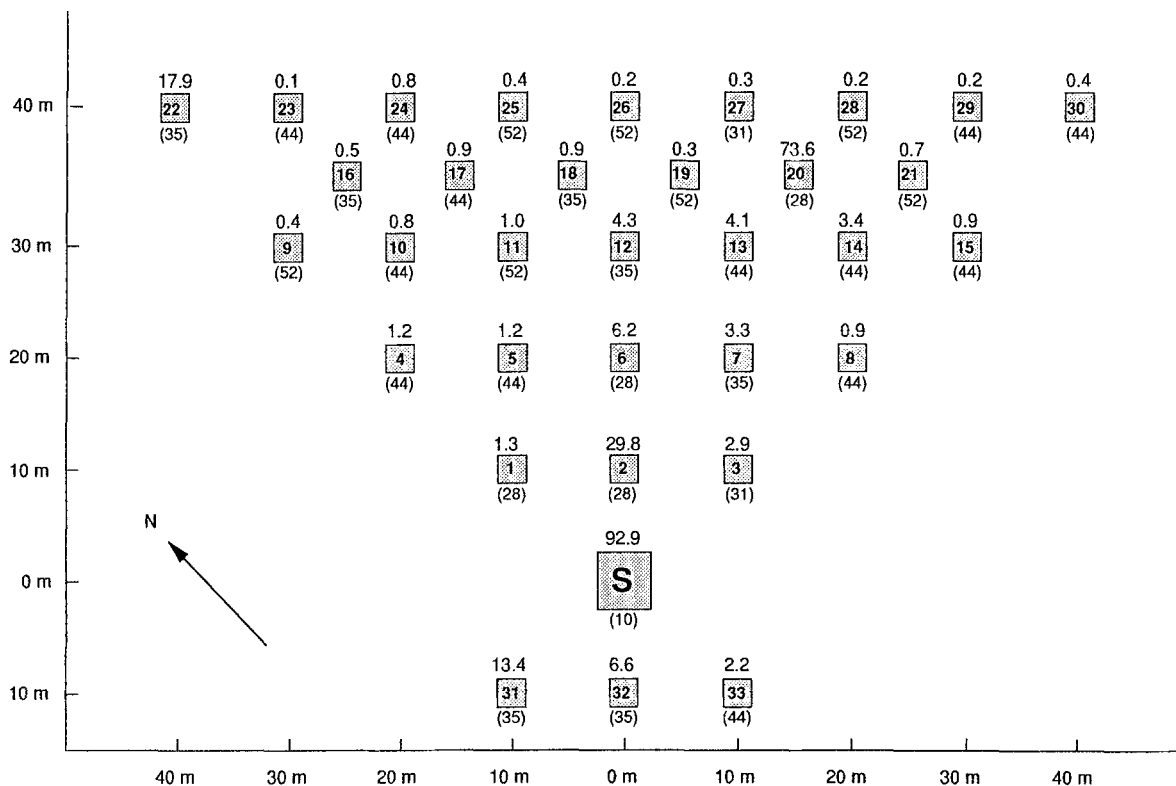 17.9 0.1 0.8 0.4 0.2 0.3 0.2 0.2 0.4
40 m 22 23 24 25 26 27 28 29 30
(35) (44) (44) (52) (52) (31) (52) (44) (44)
0.5 0.9 0.9 0.3 73.6 0.7
16 17 18 19 20 21
(35) (44) (35) (52) (28) (52)
0.4 0.8 1.0 4.3 4.1 3.4 0.9
30 m 9 10 11 12 13 14 15
(52) (44) (52) (35) (44) (44) (44)
1.2 1.2 6.2 3.3 0.9
20 m 4 5 6 7 8
(44) (44) (28) (35) (44)
1.3 29.8 2.9
10 m 1 2 3
(28) (28) (31)
N
92.9
0 m S
(10)
13.4 6.6 2.2
10 m 31 32 33
(35) (35) (44)
40 m 30 m 20 m 10 m 0 m 10 m 20 m 30 m 40 m